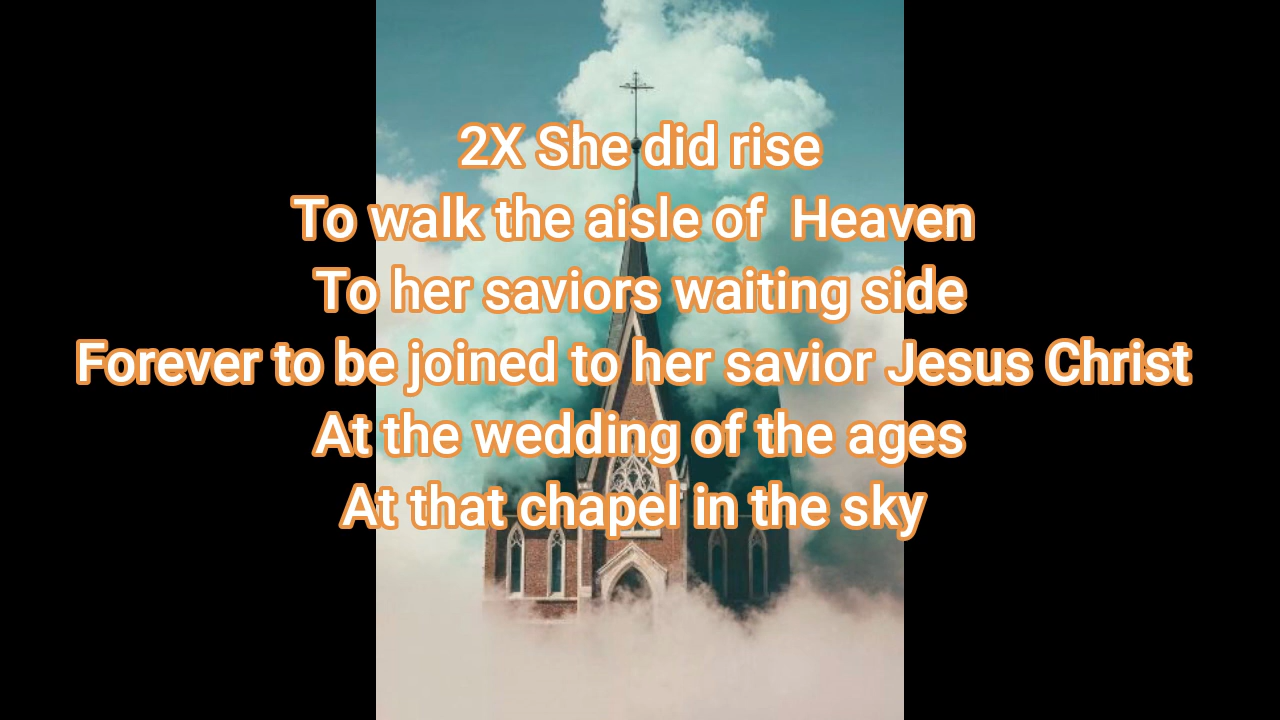 2X She did rise
To walk the aisle of  Heaven
To her saviors waiting side
Forever to be joined to her savior Jesus Christ
At the wedding of the ages
At that chapel in the sky